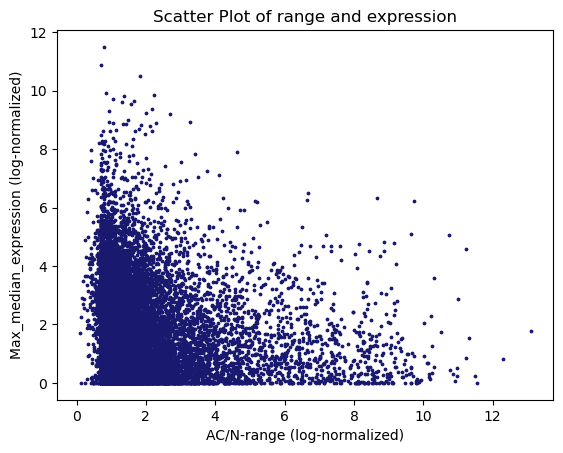 Scatter Plot of range and expression
Max_median_expression (log-normalized)
12
10
8
6
4
2
0
0 2 4 6 8 10 12
AC/N-range (log-normalized)